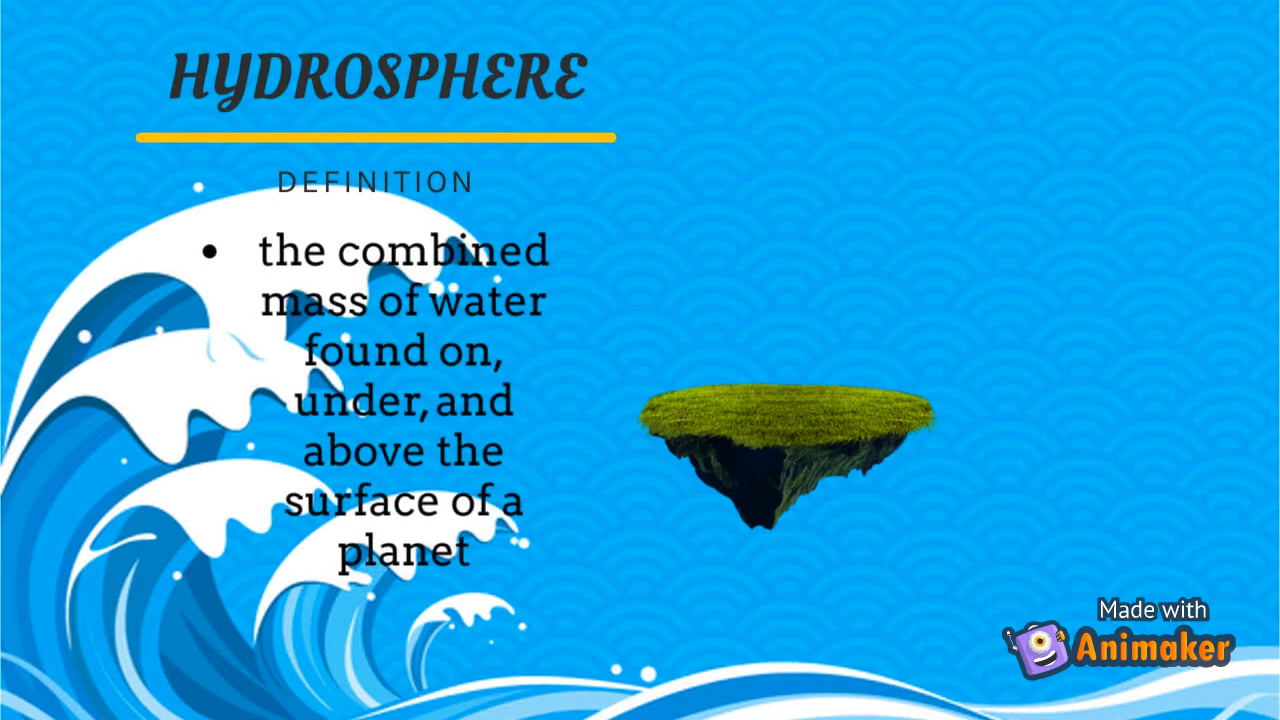 HYDROSPHERE
DEFINITION
• the combined
mass of water
found on,
under, and
above the
surface of a
planet
Made with
Animaker